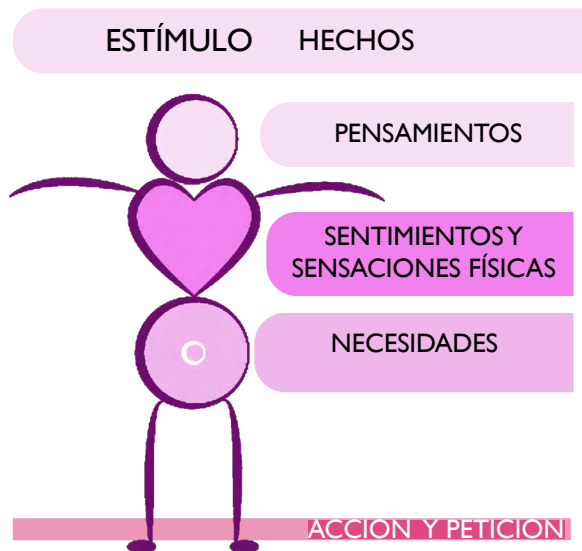 ESTÍMULO HECHOS
PENSAMIENTOS
SENTIMIENTOS Y
SENSACIONES FÍSICAS
NECESIDADES
ACCION Y PETICION